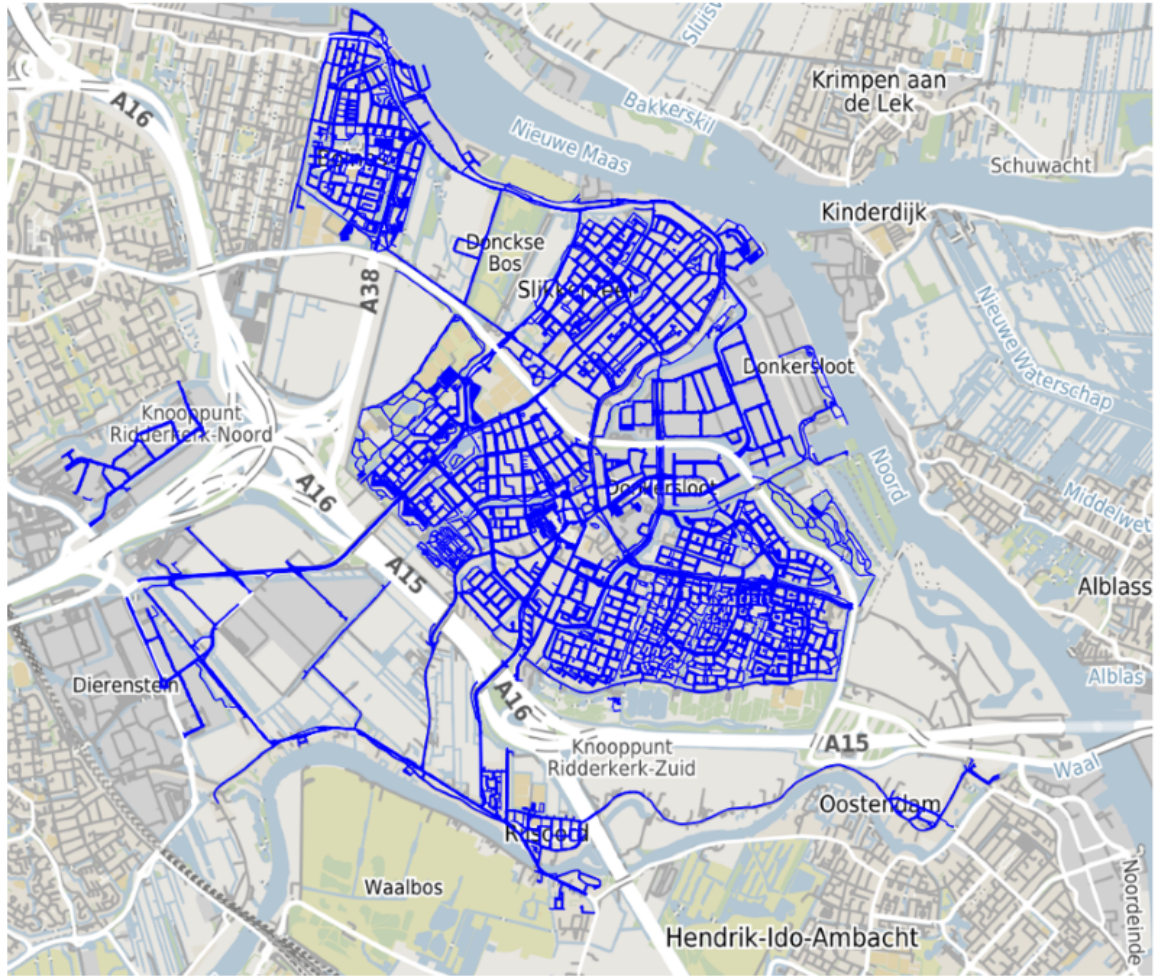 Sluisv
Krimpen aan
de Lek
A16
Bakkerskil
Nieuwe Maas
Schuwacht
Kinderdijk
Donckse
Bos
A38
Nieuwe Waterschap
Donkersloot
Knooppunt
Ridderkerk-Noord
Noord
A16
Donkersloot
Middelwet
A15
Alblass
Alblas
Dierenstein
A16
Knooppunt
Ridderkerk-Zuid
A15
Waal
Oostendam
Waalbos
Noordeinde
Hendrik-Ido-Ambacht